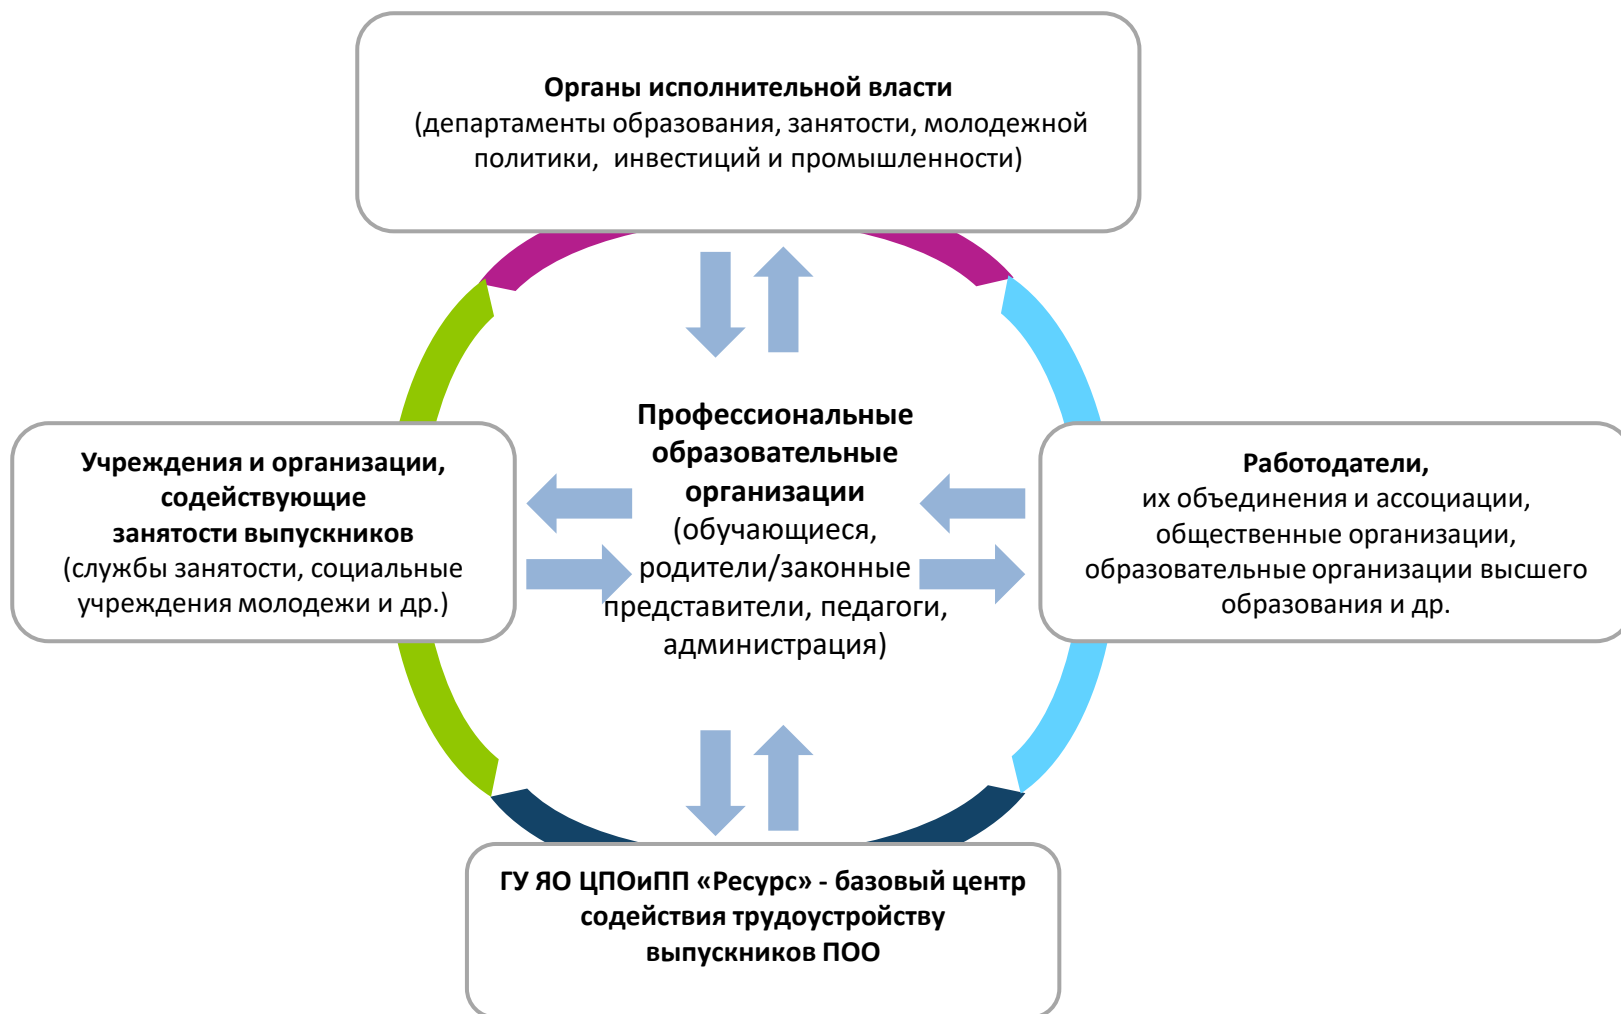 Органы исполнительной власти
(департаменты образования, занятости, молодежной
политики, инвестиций и промышленности)
Профессиональные
образовательные
организации
(обучающиеся,
родители/законные
представители, педагоги,
администрация)
Учреждения и организации,
содействующие
занятости выпускников
(службы занятости, социальные
учреждения молодежи и др.)
Работодатели,
их объединения и ассоциации,
общественные организации,
образовательные организации высшего
образования и др.
ГУ ЯО ЦПОиПП «Ресурс» - базовый центр
содействия трудоустройству
выпускников ПОО